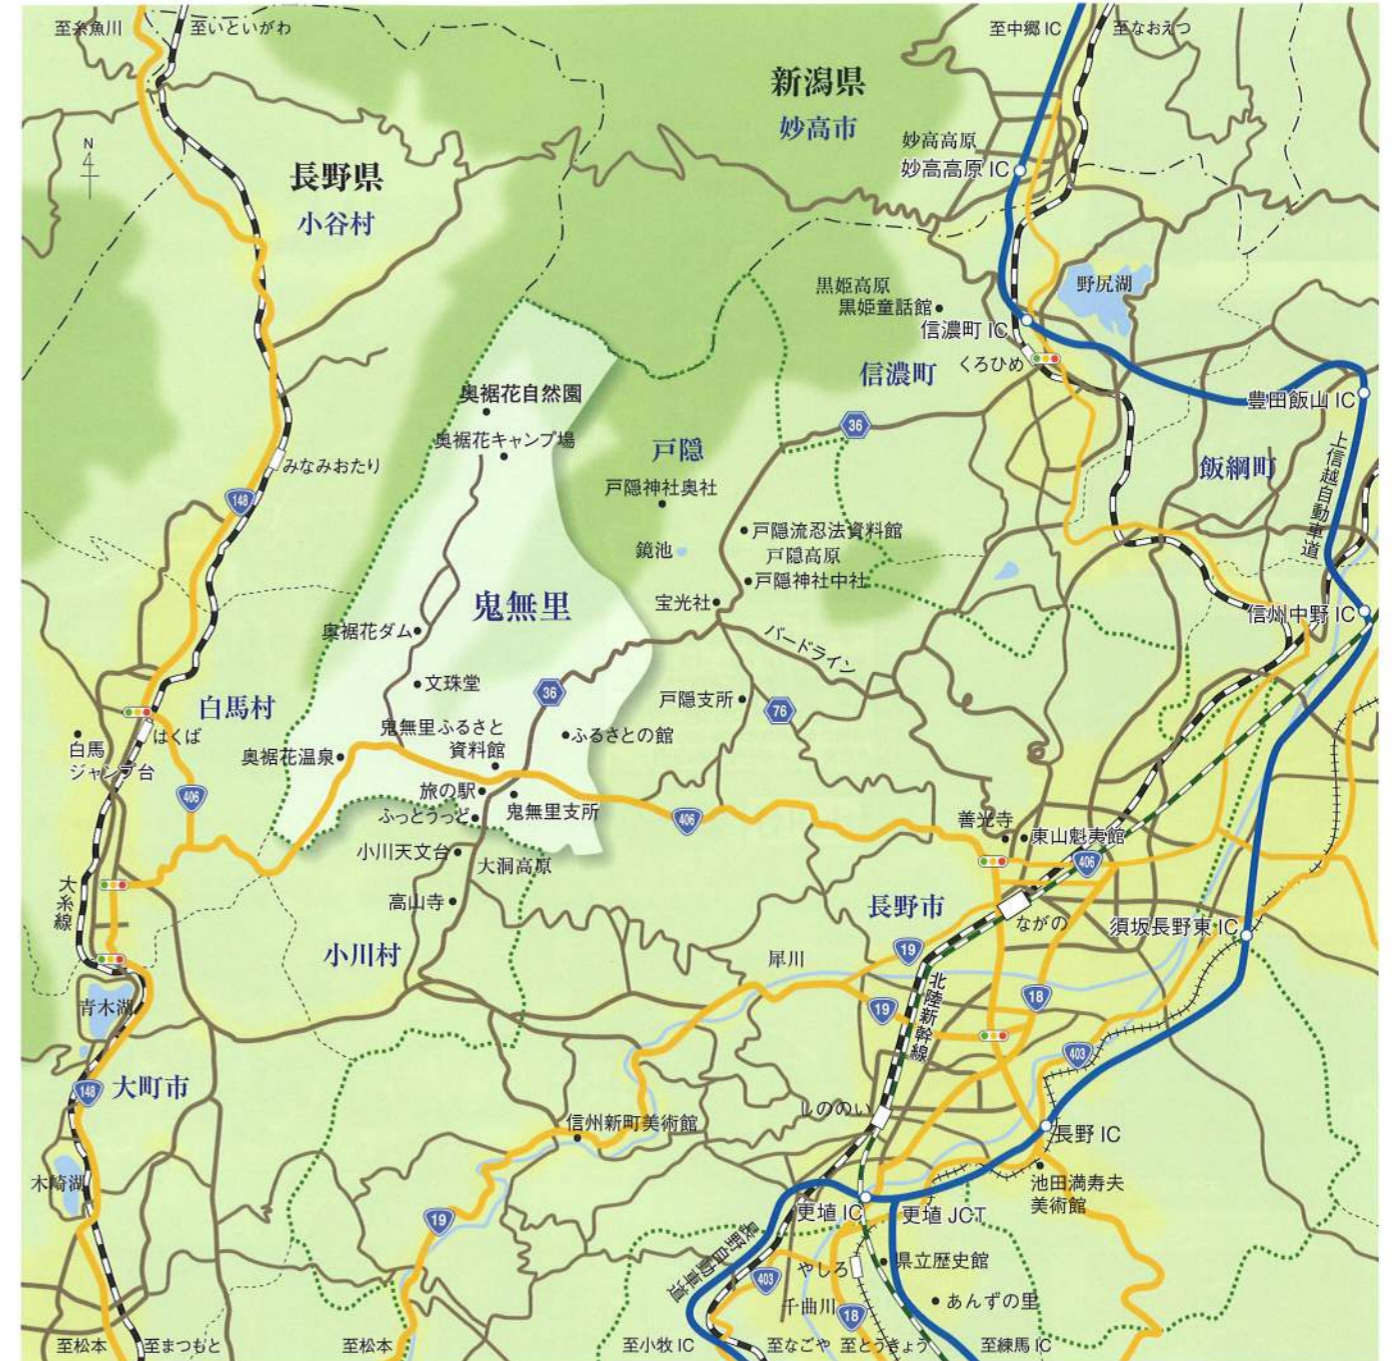 至糸魚川
至いといがわ
至中郷 IC
至なおえつ
新潟県
妙高市
妙高高原
妙高高原 IC
N
長野県
小谷村
黒姫高原
黒姫童話館
野尻湖
信濃町 IC
くろひめ
信濃町
豊田飯山 IC
奥裾花自然園
奥裾花キャンプ場
36
戸隠
飯綱町
上信越自動車道
みなみおたり
148
戸隠神社奥社
戸隠流忍法資料館
鏡池
戸隠高原
戸隠神社中社
鬼無里
宝光社
信州中野 IC
奥裾花ダム
バードライン
文珠堂
36
戸隠支所
76
白馬村
はくば
白馬
ジャンプ台
鬼無里ふるさと
資料館
ふるさとの館
奥裾花温泉
406
旅の駅
鬼無里支所
ふっとうっど
406
善光寺
東山魁夷館
406
小川天文台
大洞高原
大糸線
高山寺
長野市
ながの
須坂長野東 IC
小川村
19
犀川
北陸新幹線
青木湖
19
18
403
148
大町市
信州新町美術館
しののい
長野 IC
木崎湖
池田満寿夫
美術館
19
更埴 IC
更埴 JCT
長野自動車道
403
やしろ
県立歴史館
千曲川
18
あんずの里
至松本
至まつもと
至松本
至小牧 IC
至なごや
至とうきょう
至練馬 IC